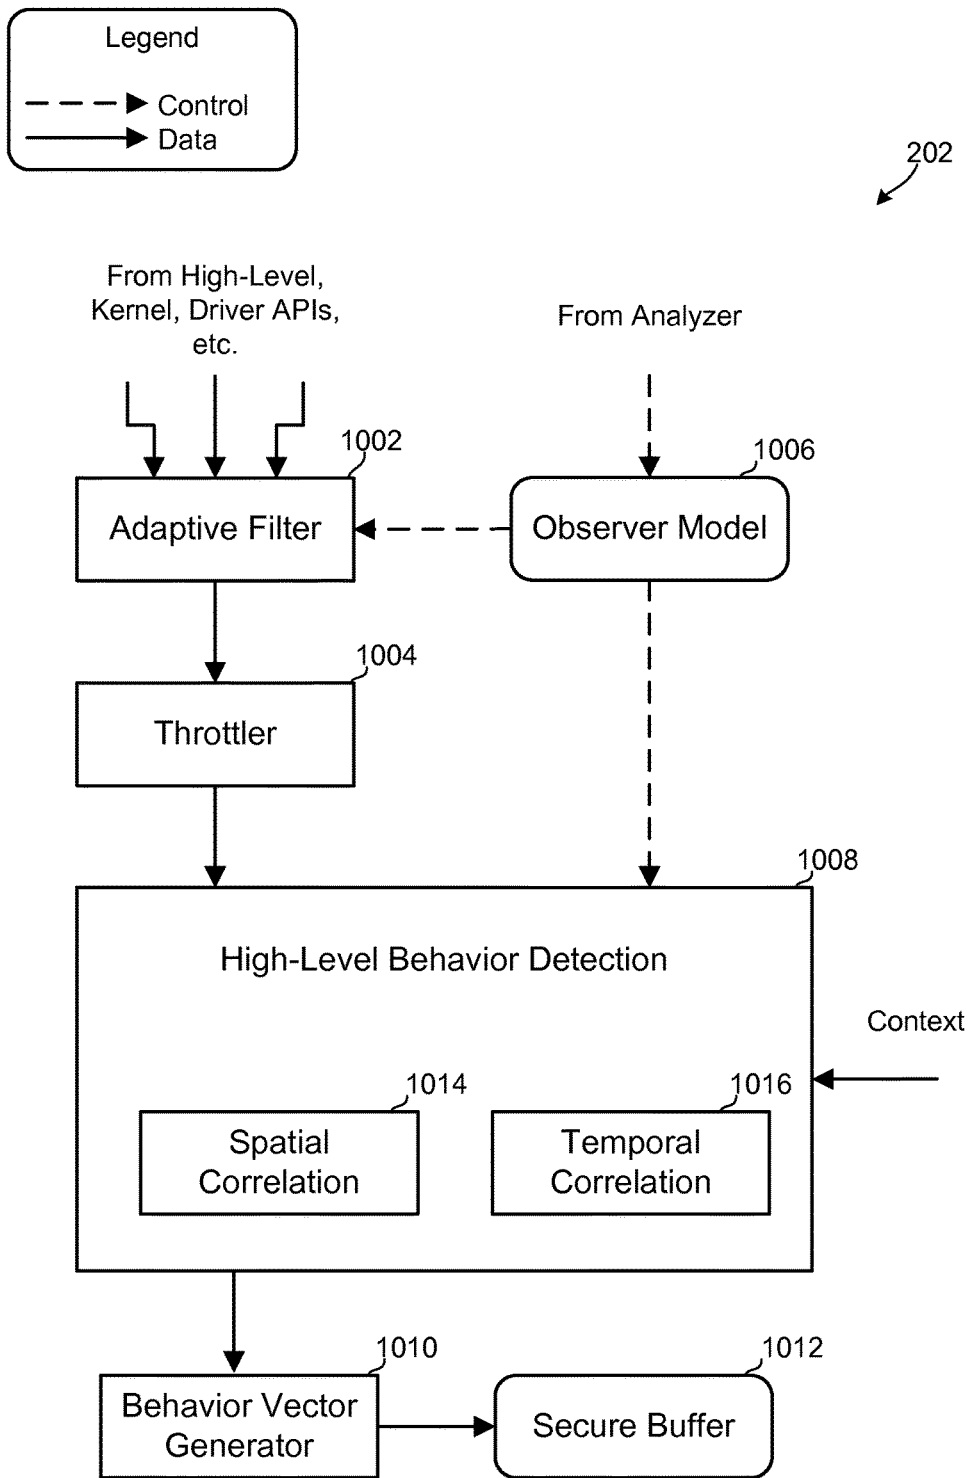 Legend
Control
Data
202
From High-Level,
Kernel, Driver APIs,
etc.
From Analyzer
1002
1006
Adaptive Filter
Observer Model
1004
Throttler
1008
High-Level Behavior Detection
Context
1014
1016
Spatial
Correlation
Temporal
Correlation
1010
1012
Behavior Vector
Generator
Secure Buffer